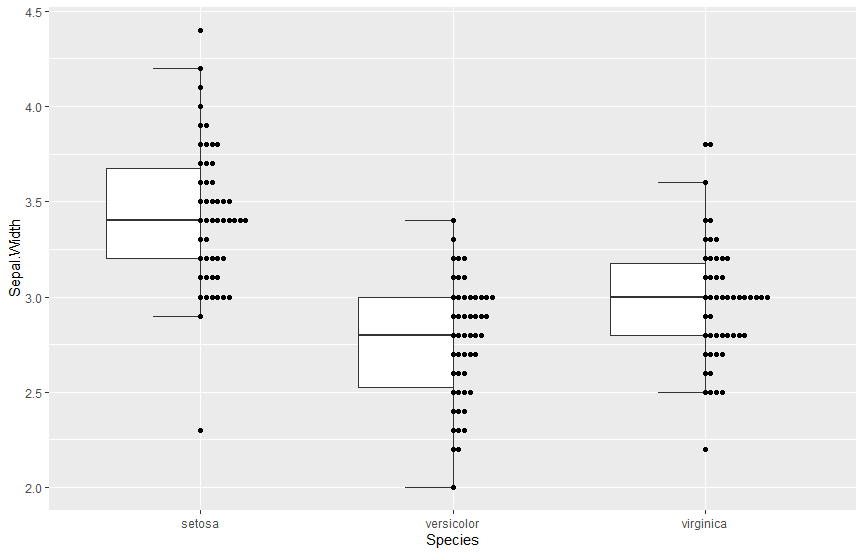 4.5
4.0
3.5
3.0
2.5
2.0
Sepal.Width
setosa
versicolor
virginica
Species